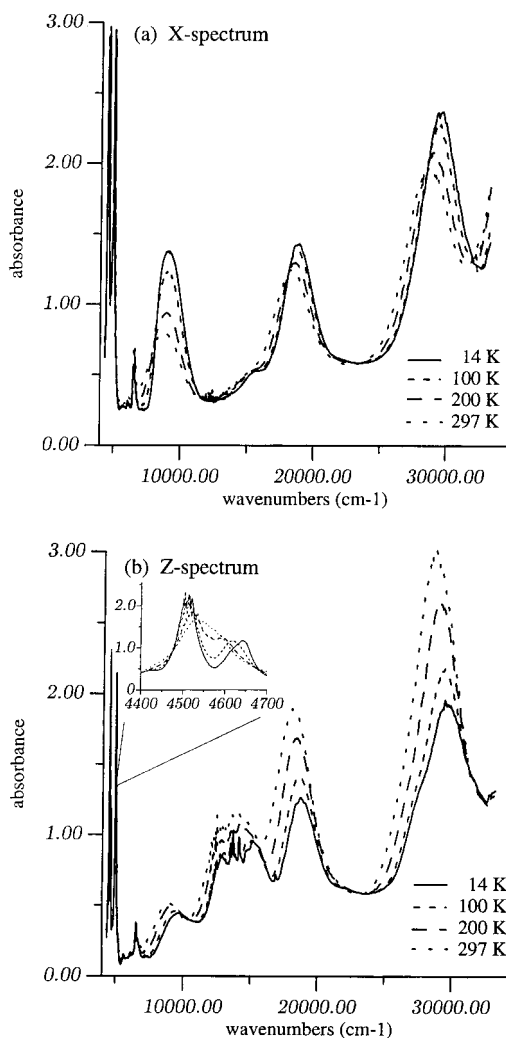 (a) X-spectrum
3.00
2.00
1.00
0.00
absorbance
14 K
100 K
200 K
297 K
10000.00 20000.00 30000.00
wavenumbers (cm-1)
(b) Z-spectrum
3.00
2.00
1.00
0.00
absorbance
2.0
1.0
0
4400 4500 4600 4700
14 K
100 K
200 K
297 K
10000.00 20000.00 30000.00
wavenumbers (cm-1)